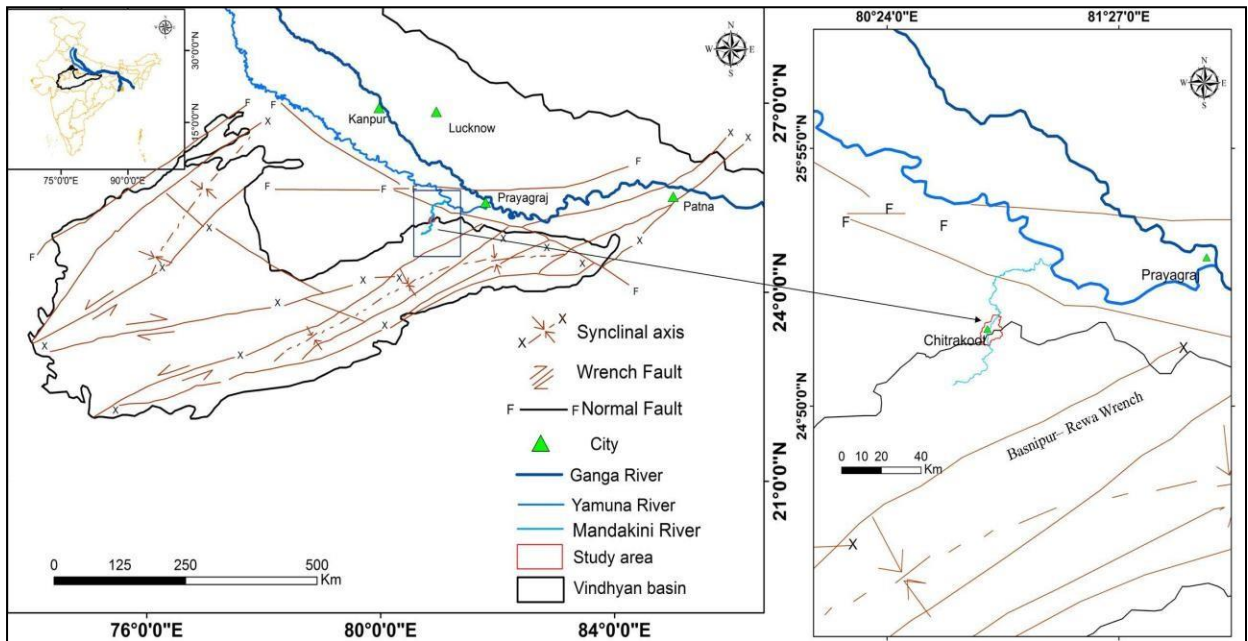 30°0'0"N
15°0'0"N
75°0'0"E
90°0'0"E
N
W E
S
F
F
X
Kanpur
Lucknow
27°0'0"N
X
X
F
F
F
Prayagraj
Patna
X
X
F
X
X
X
X
X
F
24°0'0"N
X
X
X
X
Synclinal axis
Wrench Fault
F F Normal Fault
City
Ganga River
Yamuna River
Mandakini River
Study area
Vindhyan basin
21°0'0"N
0 125 250 500
Km
76°0'0"E
80°0'0"E
84°0'0"E
80°24'0"E
81°27'0"E
N
W E
S
25°55'0"N
F
F
F
Prayagraj
Chitrakoot
X
24°50'0"N
Basnipur– Rewa Wrench
0 10 20 40
Km
X